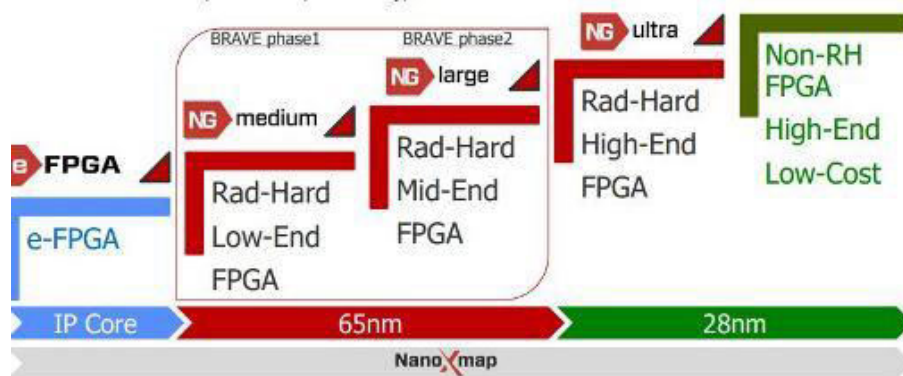 BRAVE phase1
BRAVE phase2
NG ultra
NG large
NG medium
e FPGA
Non-RH
FPGA
High-End
Low-Cost
Rad-Hard
High-End
FPGA
Rad-Hard
Mid-End
FPGA
Rad-Hard
Low-End
FPGA
e-FPGA
IP Core
65nm
28nm
NanoXmap